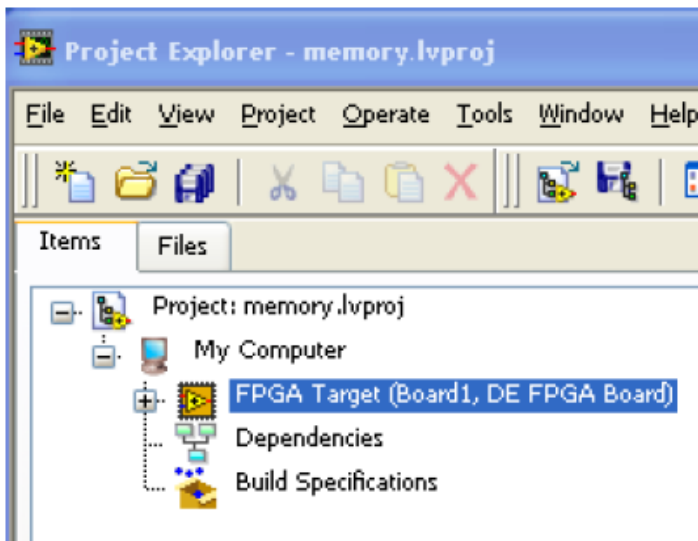 Project Explorer - memory.lvproj
File Edit View Project Operate Tools Window Help
Items Files
Project: memory.lvproj
My Computer
FPGA Target (Board1, DE FPGA Board)
Dependencies
Build Specifications